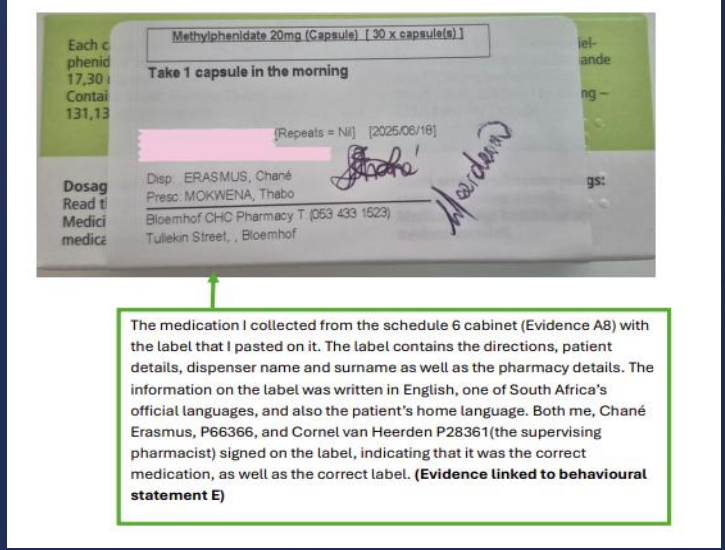 Methylphenidate 20mg (Capsule) [ 30 x capsule(s) ]
Take 1 capsule in the morning
[Repeats = Nil] [2025/06/18]
Disp: ERASMUS, Chané
Presc: MOKWENA, Thabo
Bloemhof CHC Pharmacy T (053 433 1523)
Tullekin Street, , Bloemhof
Each
phenid
17,30
Contai
131,13
Dosag
Read t
Medici
medica
iel-
ande
ng –
gs:
The medication I collected from the schedule 6 cabinet (Evidence A8) with
the label that I pasted on it. The label contains the directions, patient
details, dispenser name and surname as well as the pharmacy details. The
information on the label was written in English, one of South Africa's
official languages, and also the patient's home language. Both me, Chané
Erasmus, P66366, and Cornel van Heerden P28361(the supervising
pharmacist) signed on the label, indicating that it was the correct
medication, as well as the correct label. (Evidence linked to behavioural
statement E)